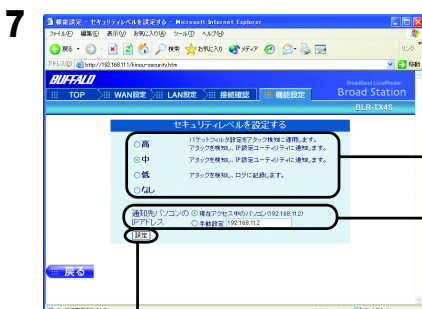 7
機能設定 - セキュリティレベルを設定する - Microsoft Internet Explorer
ファイル(F) 編集(E) 表示(V) お気に入り(A) ツール(T) ヘルプ(H)
戻る 検索 お気に入り メディア
アドレス(D) http://192.168.11.1/kinou-security.htm 移動
BUFFALO
BroadBand LocalRouter
TOP WAN設定 LAN設定 接続確認 機能設定 Broad Station
BLR-TX4S
セキュリティレベルを設定する
高 パケットフィルタ設定をアタック検知に適用します。
アタックを検知し、IP設定ユーティリティに通知します。
中 アタックを検知し、IP設定ユーティリティに通知します。
低 アタックを検知し、ログに記録します。
なし
通知先パソコンの 現在アクセス中のパソコン(192.168.11.2)
IPアドレス 手動設定 192.168.11.2
設定
戻る